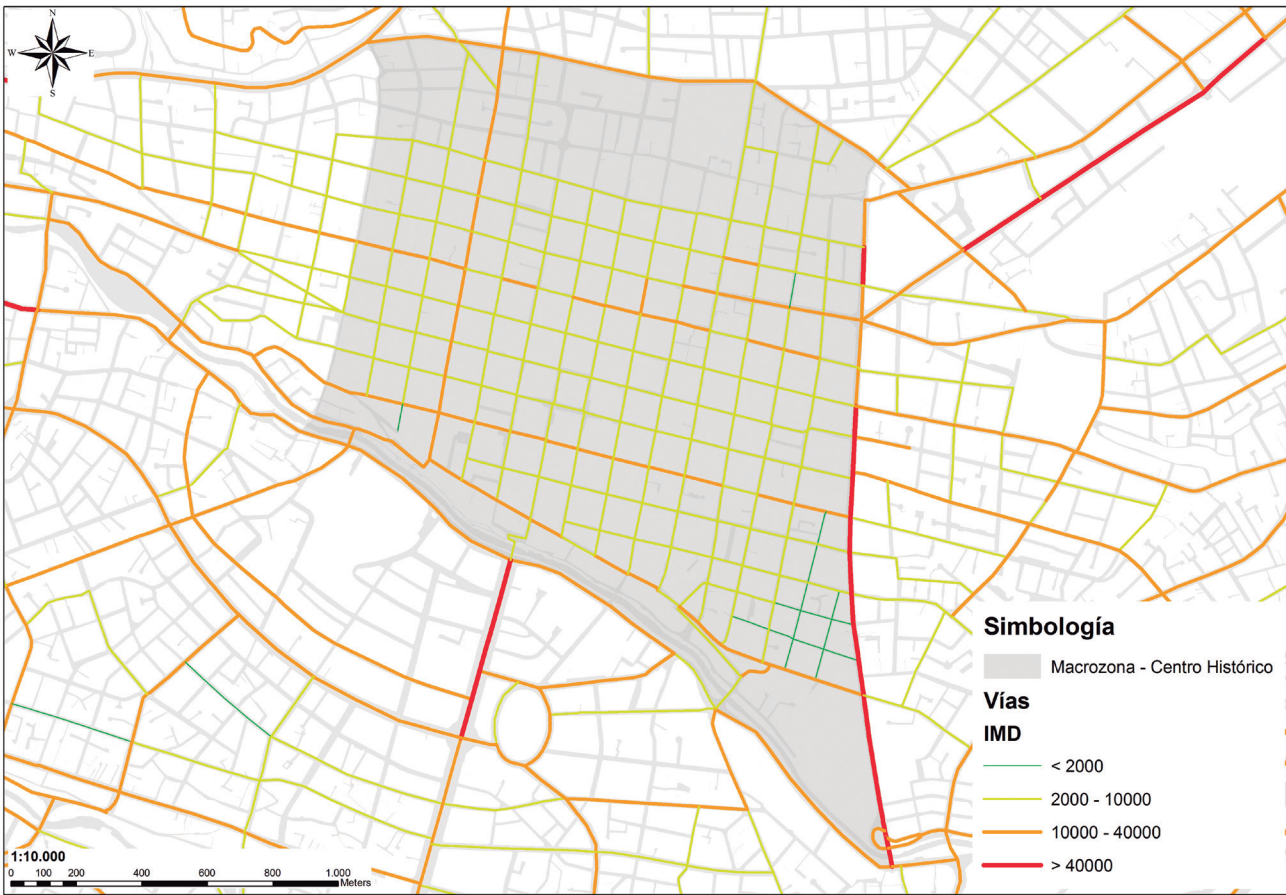 N
W E
S
Simbología
Macrozona - Centro Histórico
Vías
IMD
< 2000
2000 - 10000
10000 - 40000
> 40000
1:10.000
0 100 200 400 600 800 1.000
Meters